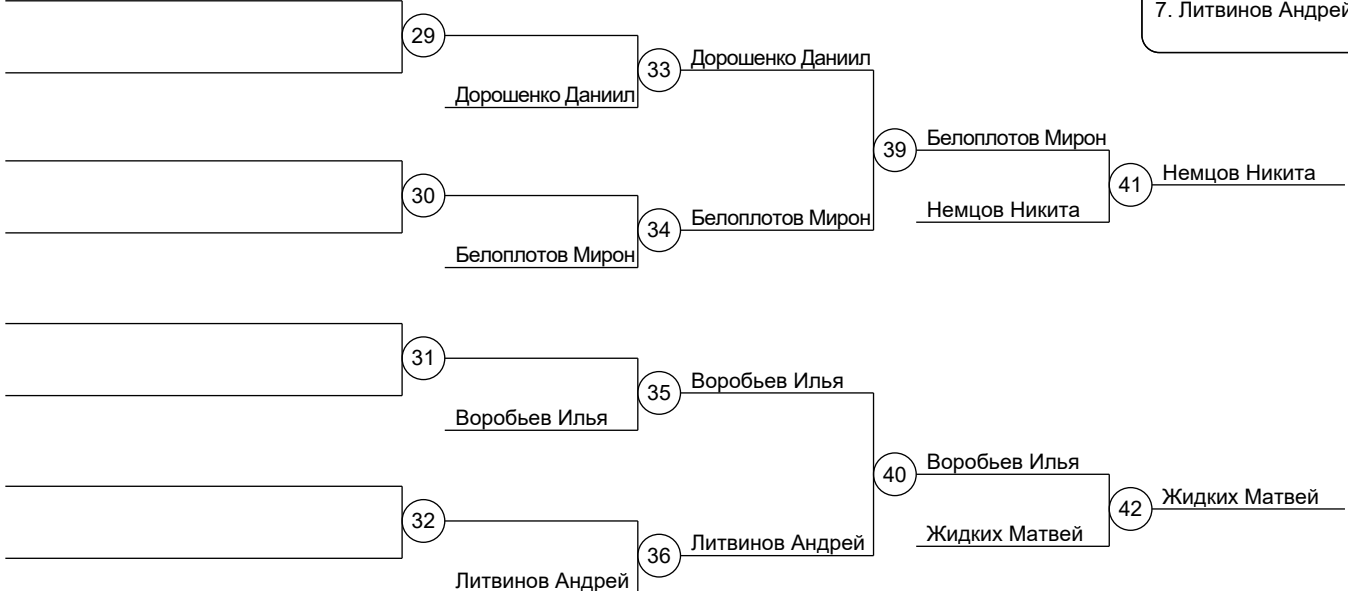 7. Литвинов Андрей
29
33
Дорошенко Даниил
Дорошенко Даниил
39
Белоплотов Мирон
41
Немцов Никита
30
34
Белоплотов Мирон
Немцов Никита
Белоплотов Мирон
31
35
Воробьев Илья
Воробьев Илья
40
Воробьев Илья
42
Жидких Матвей
32
36
Литвинов Андрей
Жидких Матвей
Литвинов Андрей